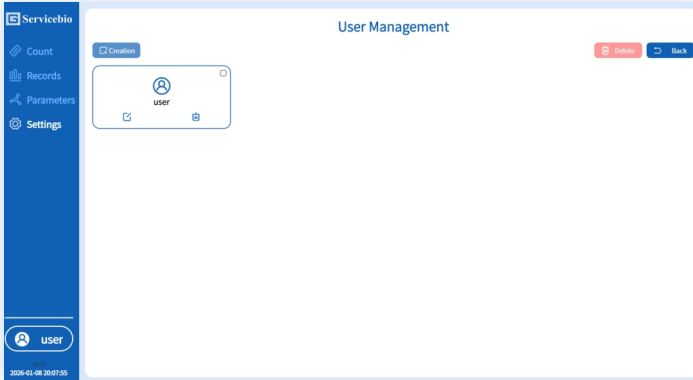 Servicebio
User Management
Count
Creation
Delete
Back
Records
Parameters
user
Settings
user
2026-01-08 20:07:55